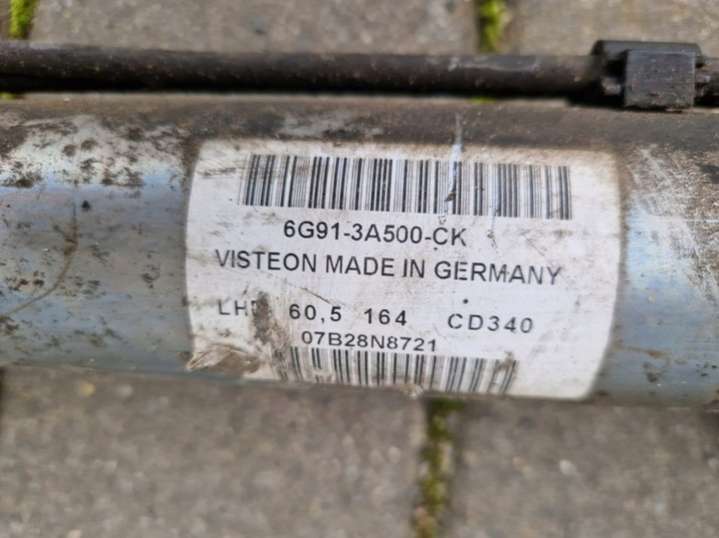 6G91-3A500-CK
VISTEON MADE IN GERMANY
60,5 164 CD340
07B28N8721